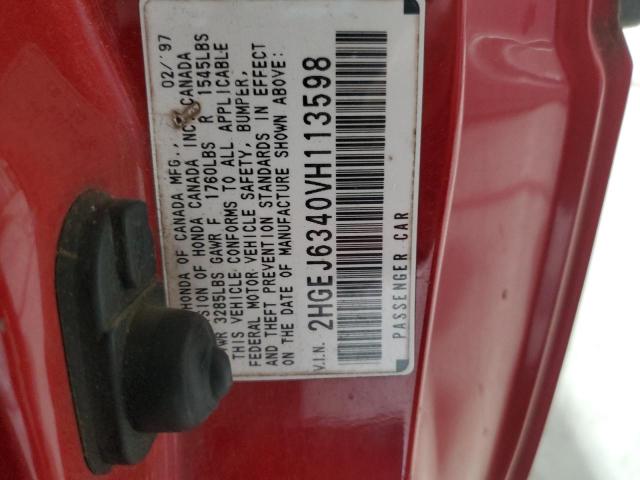 HONDA OF CANADA MFG., 02/'97
SION OF HONDA CANADA INC., CANADA
WR 3285LBS GAWR F 1760LBS R 1545LBS
THIS VEHICLE CONFORMS TO ALL APPLICABLE
FEDERAL MOTOR VEHICLE SAFETY, BUMPER,
AND THEFT PREVENTION STANDARDS IN EFFECT
ON THE DATE OF MANUFACTURE SHOWN ABOVE:
V.I.N. 2HGEJ6340VH113598
PASSENGER CAR